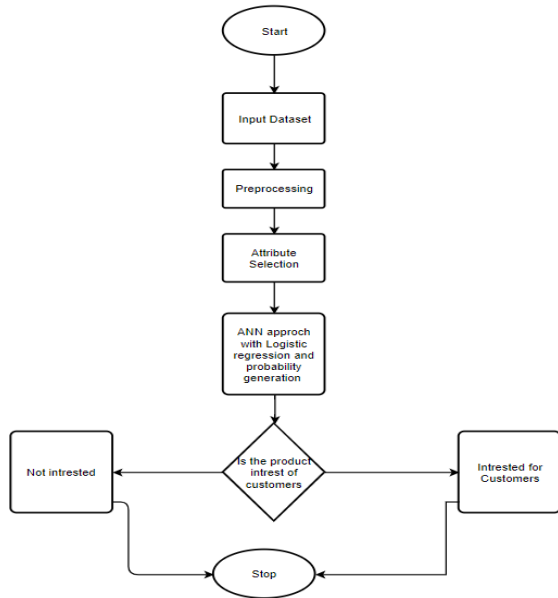 Start
Input Dataset
Preprocessing
Attribute
Selection
ANN approch
with Logistic
regression and
probability
generation
Is the product
intrest of
customers
Not intrested
Intrested for
Customers
Stop